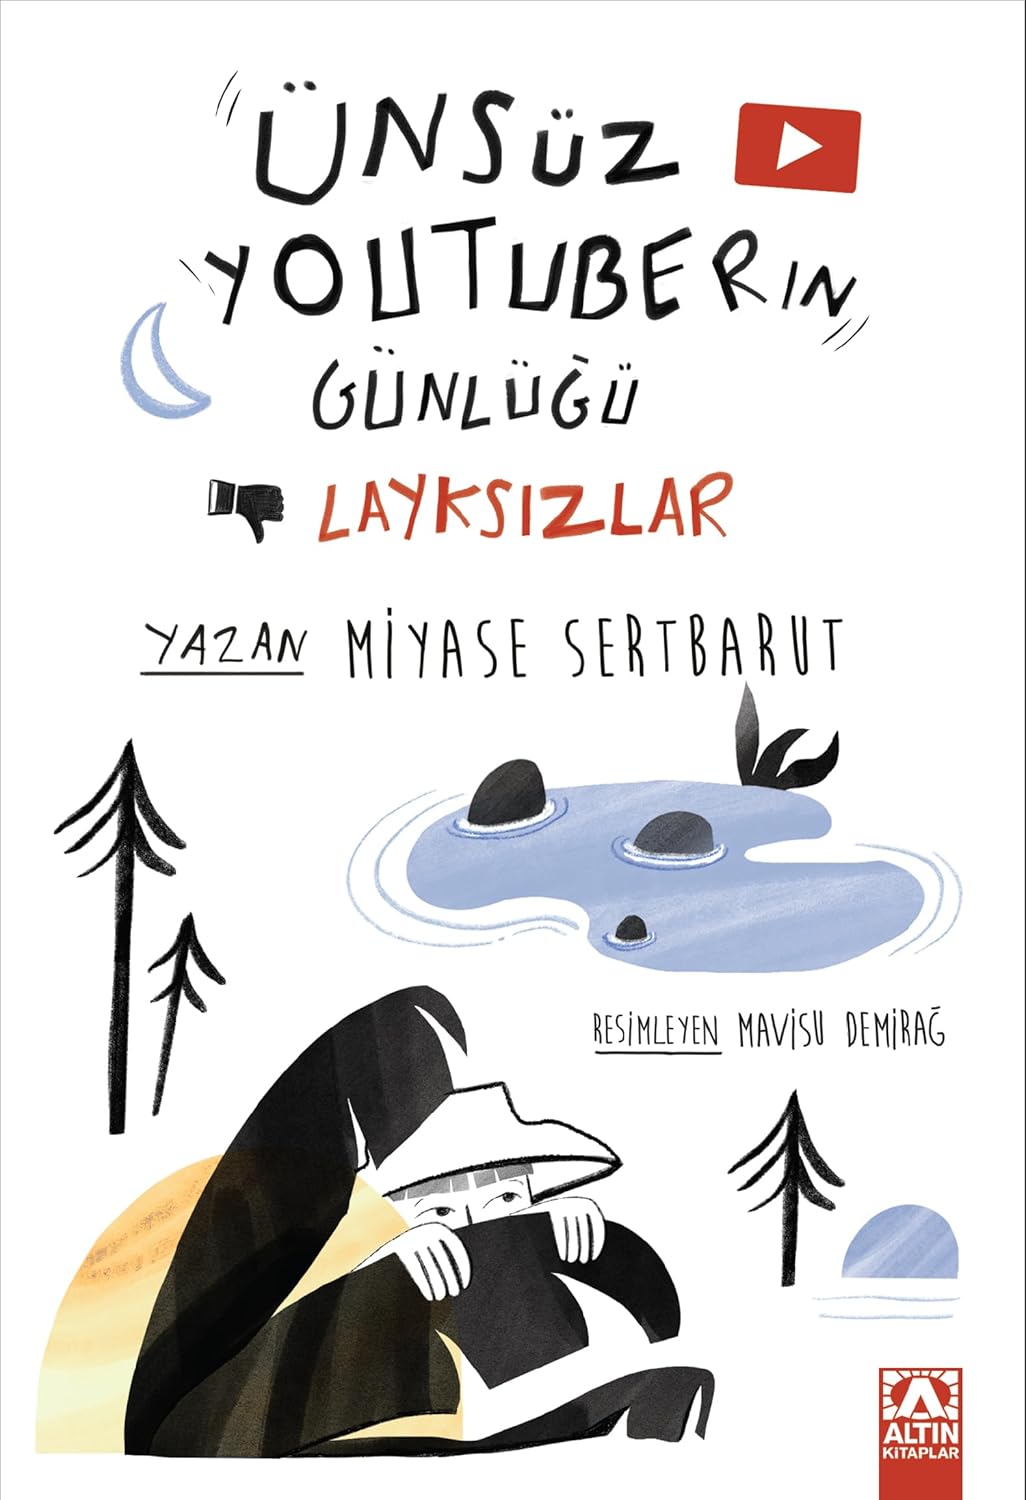 ÜNSÜZ
YOUTUBERIN
GÜNLÜĞÜ
LAYKSIZLAR
YAZAN MİYASE SERTBARUT
RESİMLEYEN MAVİSU DEMİRAĞ
ALTIN
KİTAPLAR